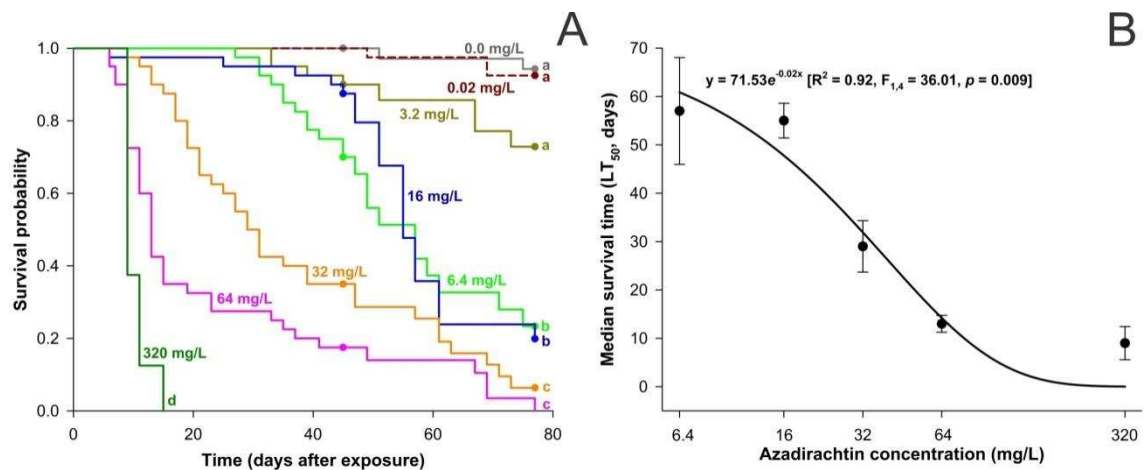 A
1.0
0.8
0.6
0.4
0.2
0.0
Survival probability
0.0 mg/L
a
a
0.02 mg/L
3.2 mg/L
a
16 mg/L
6.4 mg/L
b
b
32 mg/L
64 mg/L
c
c
320 mg/L
d
0 20 40 60 80
Time (days after exposure)
B
70
60
50
40
30
20
10
0
Median survival time (LT50, days)
y = 71.53e^-0.02x [R² = 0.92, F1,4 = 36.01, p = 0.009]
6.4 16 32 64 320
Azadirachtin concentration (mg/L)